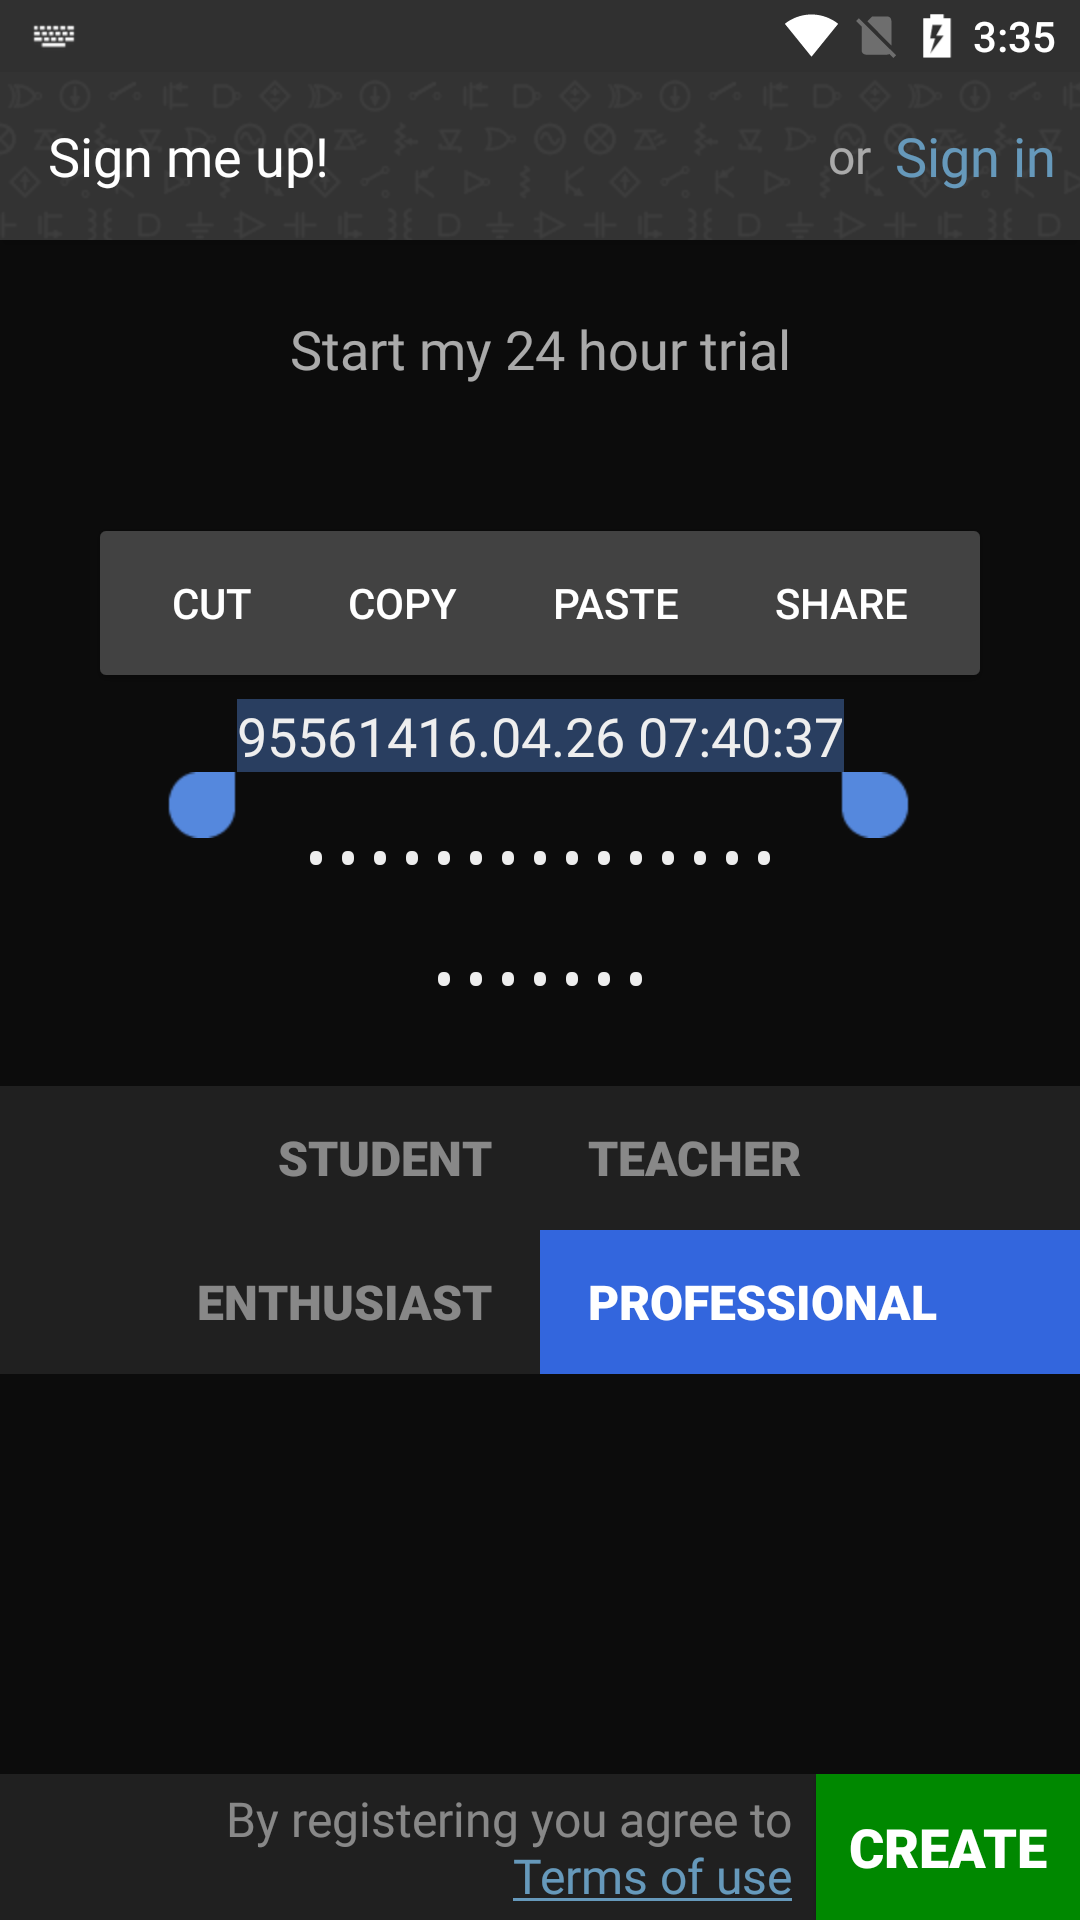 3:35
Sign me up! or Sign in
Start my 24 hour trial
CUT COPY PASTE SHARE
95561416.04.26 07:40:37
•••••••••••••••
•••••••
STUDENT TEACHER
ENTHUSIAST PROFESSIONAL
By registering you agree to
Terms of use
CREATE